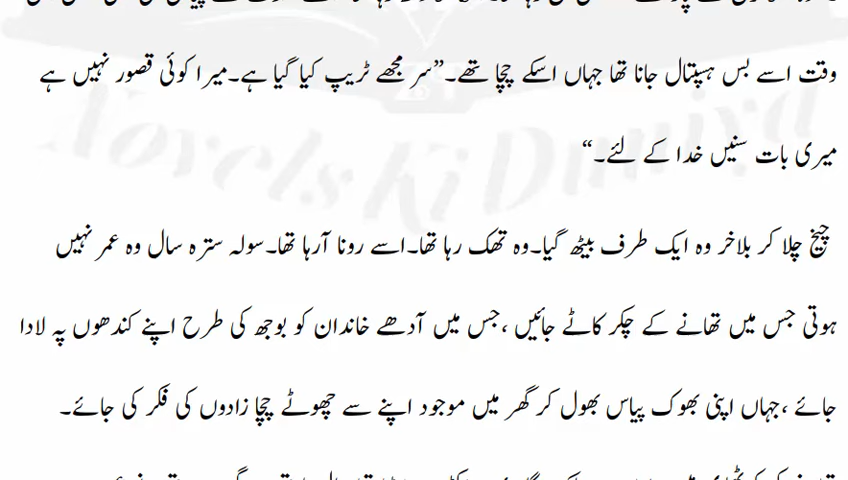 وقت اسے بس ہسپتال جانا تھا جہاں اسکے چچا تھے۔”سر مجھے ٹریپ کیا گیا ہے۔میرا کوئی قصور نہیں ہے
میری بات سنیں خدا کے لئے۔“
چیخ چلا کر بلاخر وہ ایک طرف بیٹھ گیا۔وہ تھک رہا تھا۔اسے رونا آرہا تھا۔سولہ سترہ سال وہ عمر نہیں
ہوتی جس میں تھانے کے چکر کاٹے جائیں ،جس میں آدھے خاندان کو بوجھ کی طرح اپنے کندھوں پہ لادا
جائے ،جہاں اپنی بھوک پیاس بھول کر گھر میں موجود اپنے سے چھوٹے چچا زادوں کی فکر کی جائے۔
Novels Ki Duniya